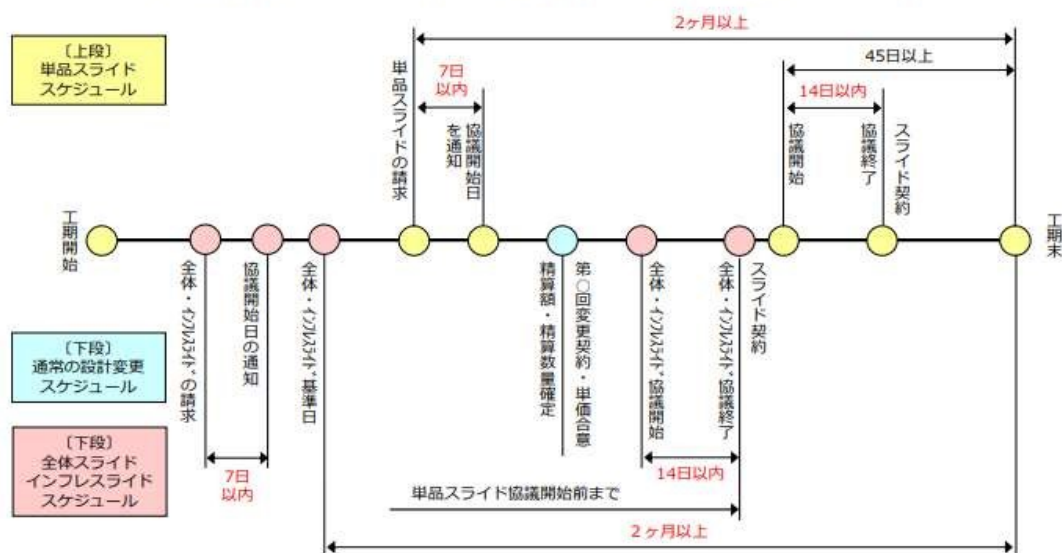 2ヶ月以上
〔上段〕
単品スライド
スケジュール
45日以上
7日
以内
14日以内
単品スライドの請求
協議開始日
を通知
協議開始
協議終了
スライド契約
工期開始
工期末
全体・インフレスライドの請求
協議開始日の通知
全体・インフレスライド基準日
第○回変更契約・単価合意
精算額・精算数量確定
全体・インフレスライド協議開始
スライド契約
全体・インフレスライド協議終了
〔下段〕
通常の設計変更
スケジュール
〔下段〕
全体スライド
インフレスライド
スケジュール
7日
以内
14日以内
単品スライド協議開始前まで
2ヶ月以上